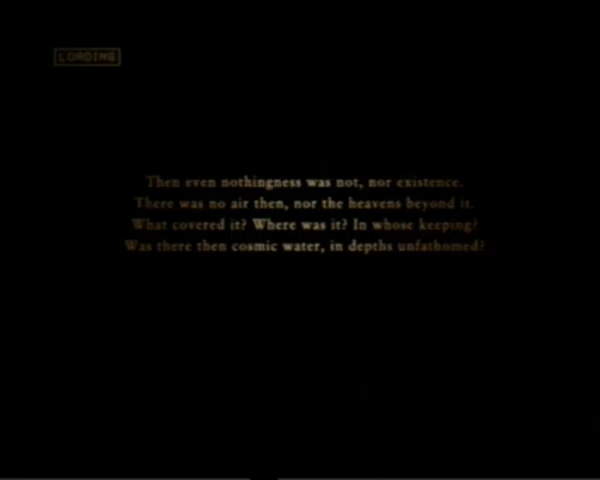 LOADING
Then even nothingness was not, nor existence.
There was no air then, nor the heavens beyond it.
What covered it? Where was it? In whose keeping?
Was there then cosmic water, in depths unfathomed?